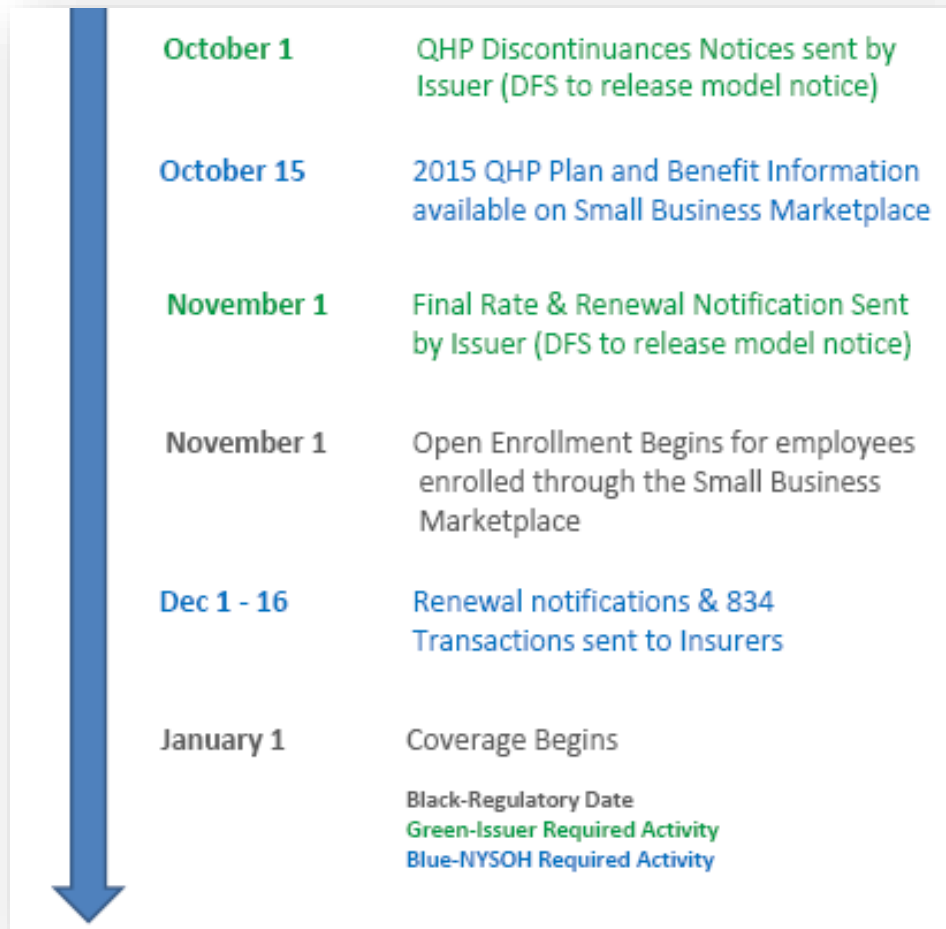 October 1 QHP Discontinuances Notices sent by
Issuer (DFS to release model notice)
October 15 2015 QHP Plan and Benefit Information
available on Small Business Marketplace
November 1 Final Rate & Renewal Notification Sent
by Issuer (DFS to release model notice)
November 1 Open Enrollment Begins for employees
enrolled through the Small Business
Marketplace
Dec 1 - 16 Renewal notifications & 834
Transactions sent to Insurers
January 1 Coverage Begins
Black-Regulatory Date
Green-Issuer Required Activity
Blue-NYSOH Required Activity